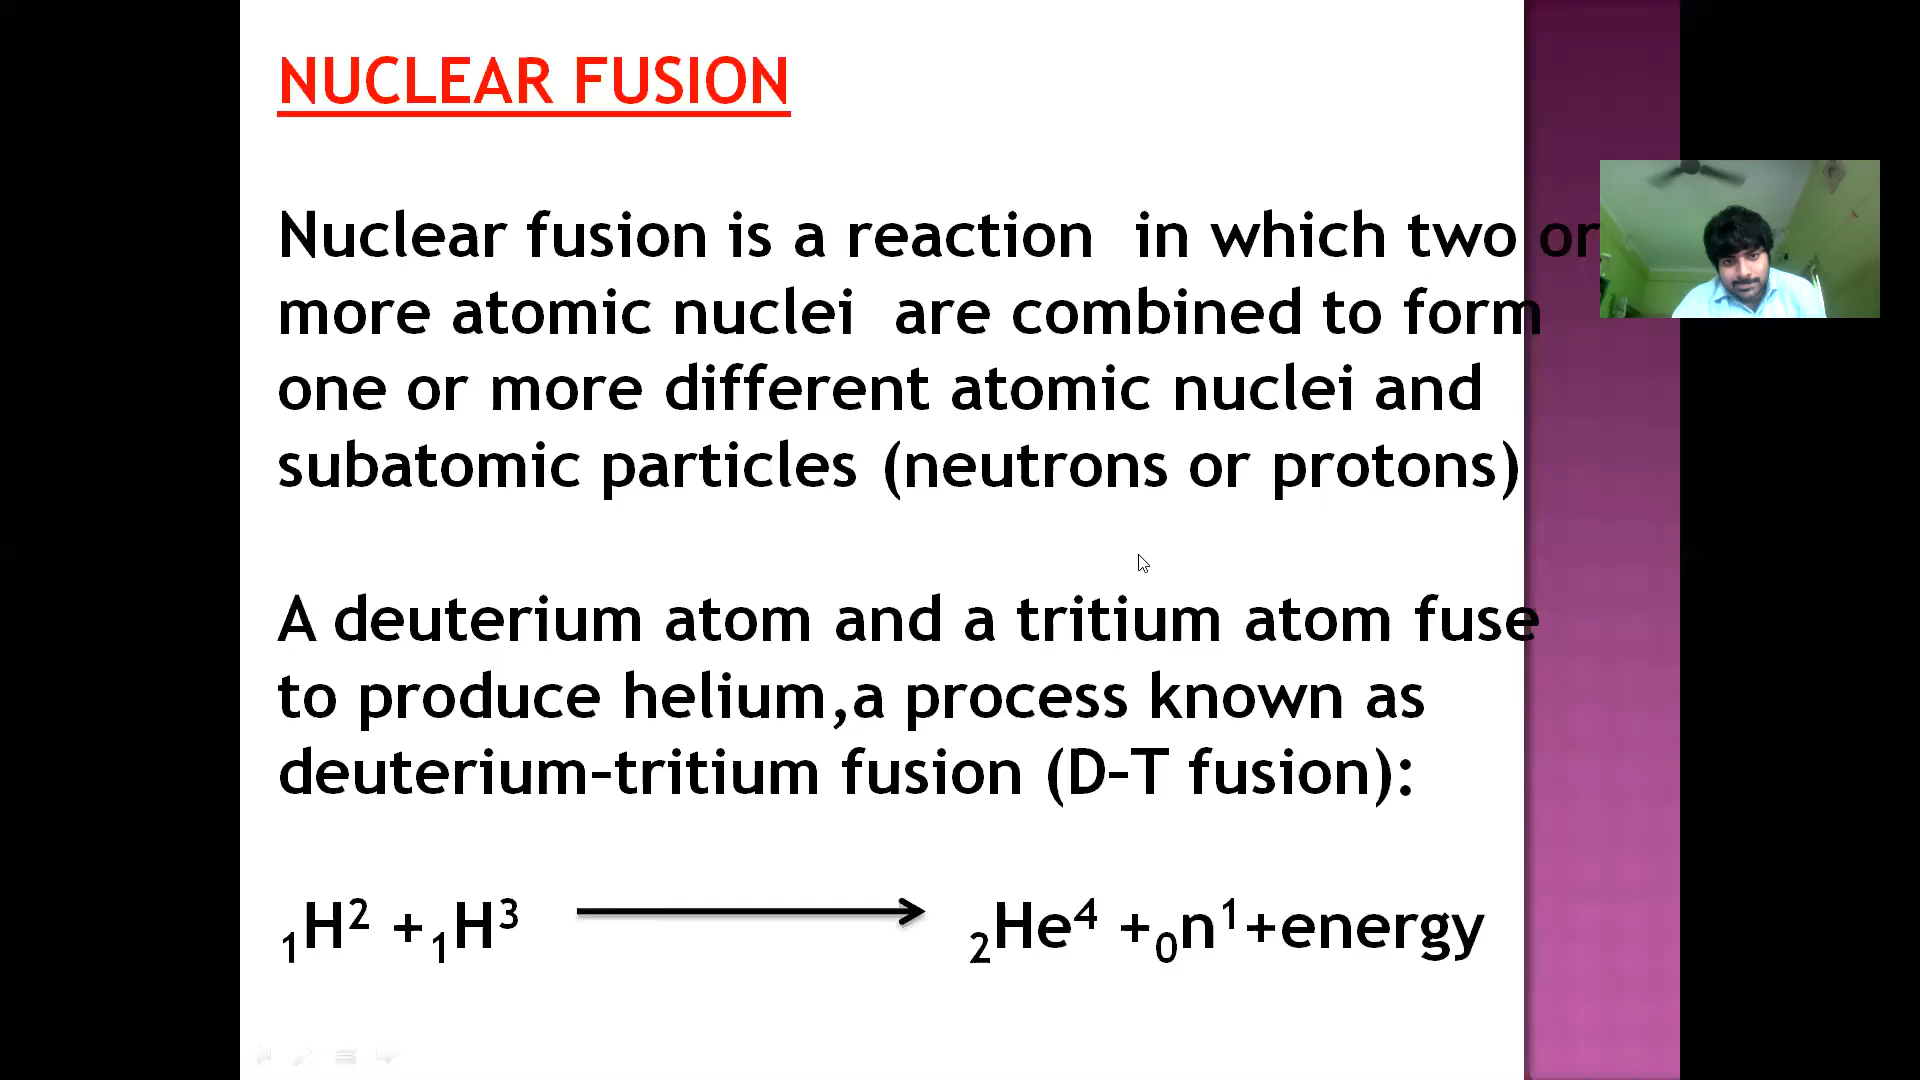 NUCLEAR FUSION
Nuclear fusion is a reaction in which two or
more atomic nuclei are combined to form
one or more different atomic nuclei and
subatomic particles (neutrons or protons)
A deuterium atom and a tritium atom fuse
to produce helium,a process known as
deuterium–tritium fusion (D–T fusion):
₁H² +₁H³ → ₂He⁴ +₀n¹+energy